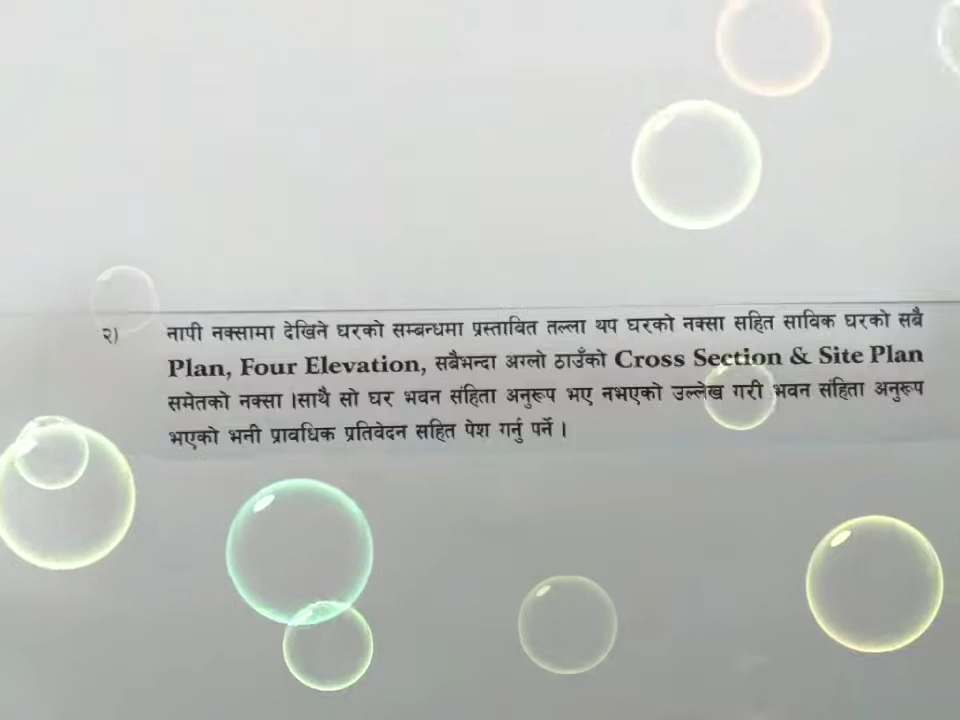 २) नापी नक्सामा देखिने घरको सम्बन्धमा प्रस्तावित तल्ला थप घरको नक्सा सहित साविक घरको सबै
Plan, Four Elevation, सबैभन्दा अग्लो ठाउँको Cross Section & Site Plan
समेतको नक्सा ।साथै सो घर भवन संहिता अनुरूप भए नभएको उल्लेख गरी भवन संहिता अनुरूप
भएको भनी प्रावधिक प्रतिवेदन सहित पेश गर्नु पर्ने ।